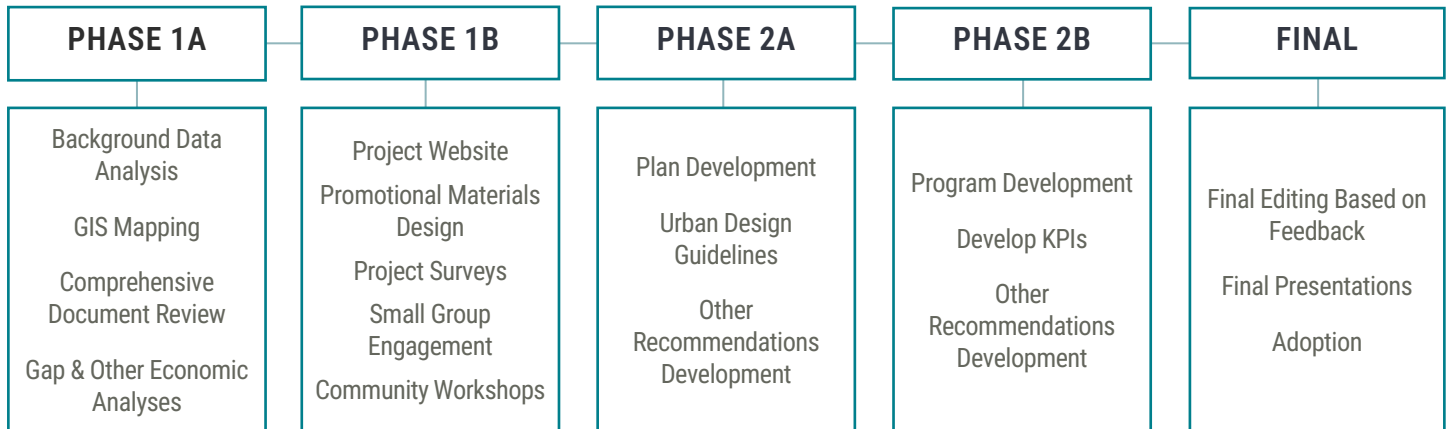 PHASE 1A
Background Data
Analysis
GIS Mapping
Comprehensive
Document Review
Gap & Other Economic
Analyses
PHASE 1B
Project Website
Promotional Materials
Design
Project Surveys
Small Group
Engagement
Community Workshops
PHASE 2A
Plan Development
Urban Design
Guidelines
Other
Recommendations
Development
PHASE 2B
Program Development
Develop KPIs
Other
Recommendations
Development
FINAL
Final Editing Based on
Feedback
Final Presentations
Adoption